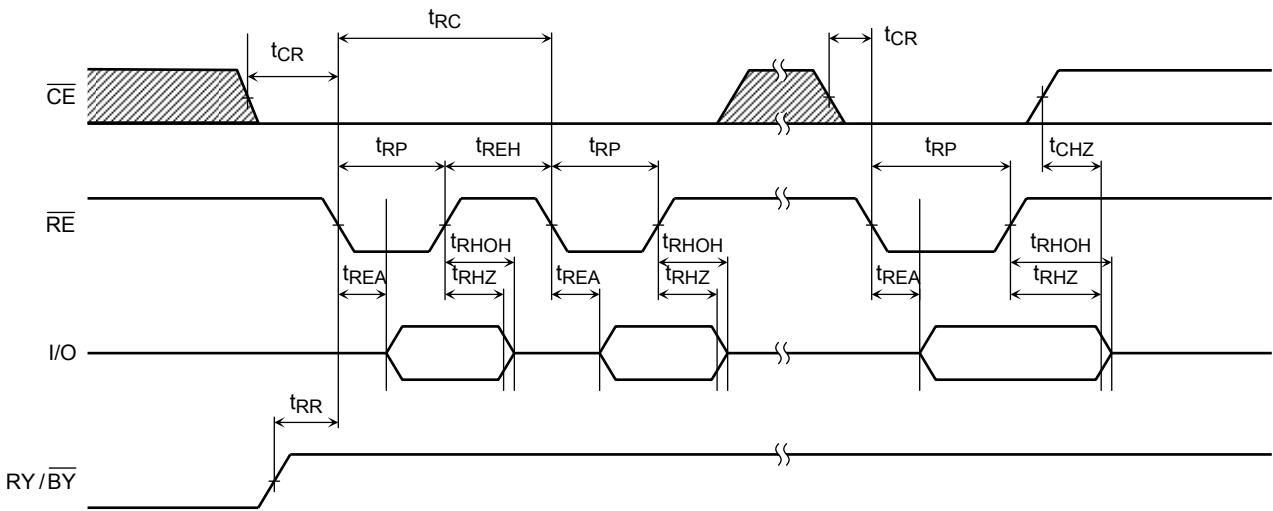 tRC
tCR
tCR
CE
tRP
tREH
tRP
tRP
tCHZ
RE
tRHOH
tRHOH
tRHOH
tREA
tRHZ
tREA
tRHZ
tREA
tRHZ
I/O
tRR
RY/BY